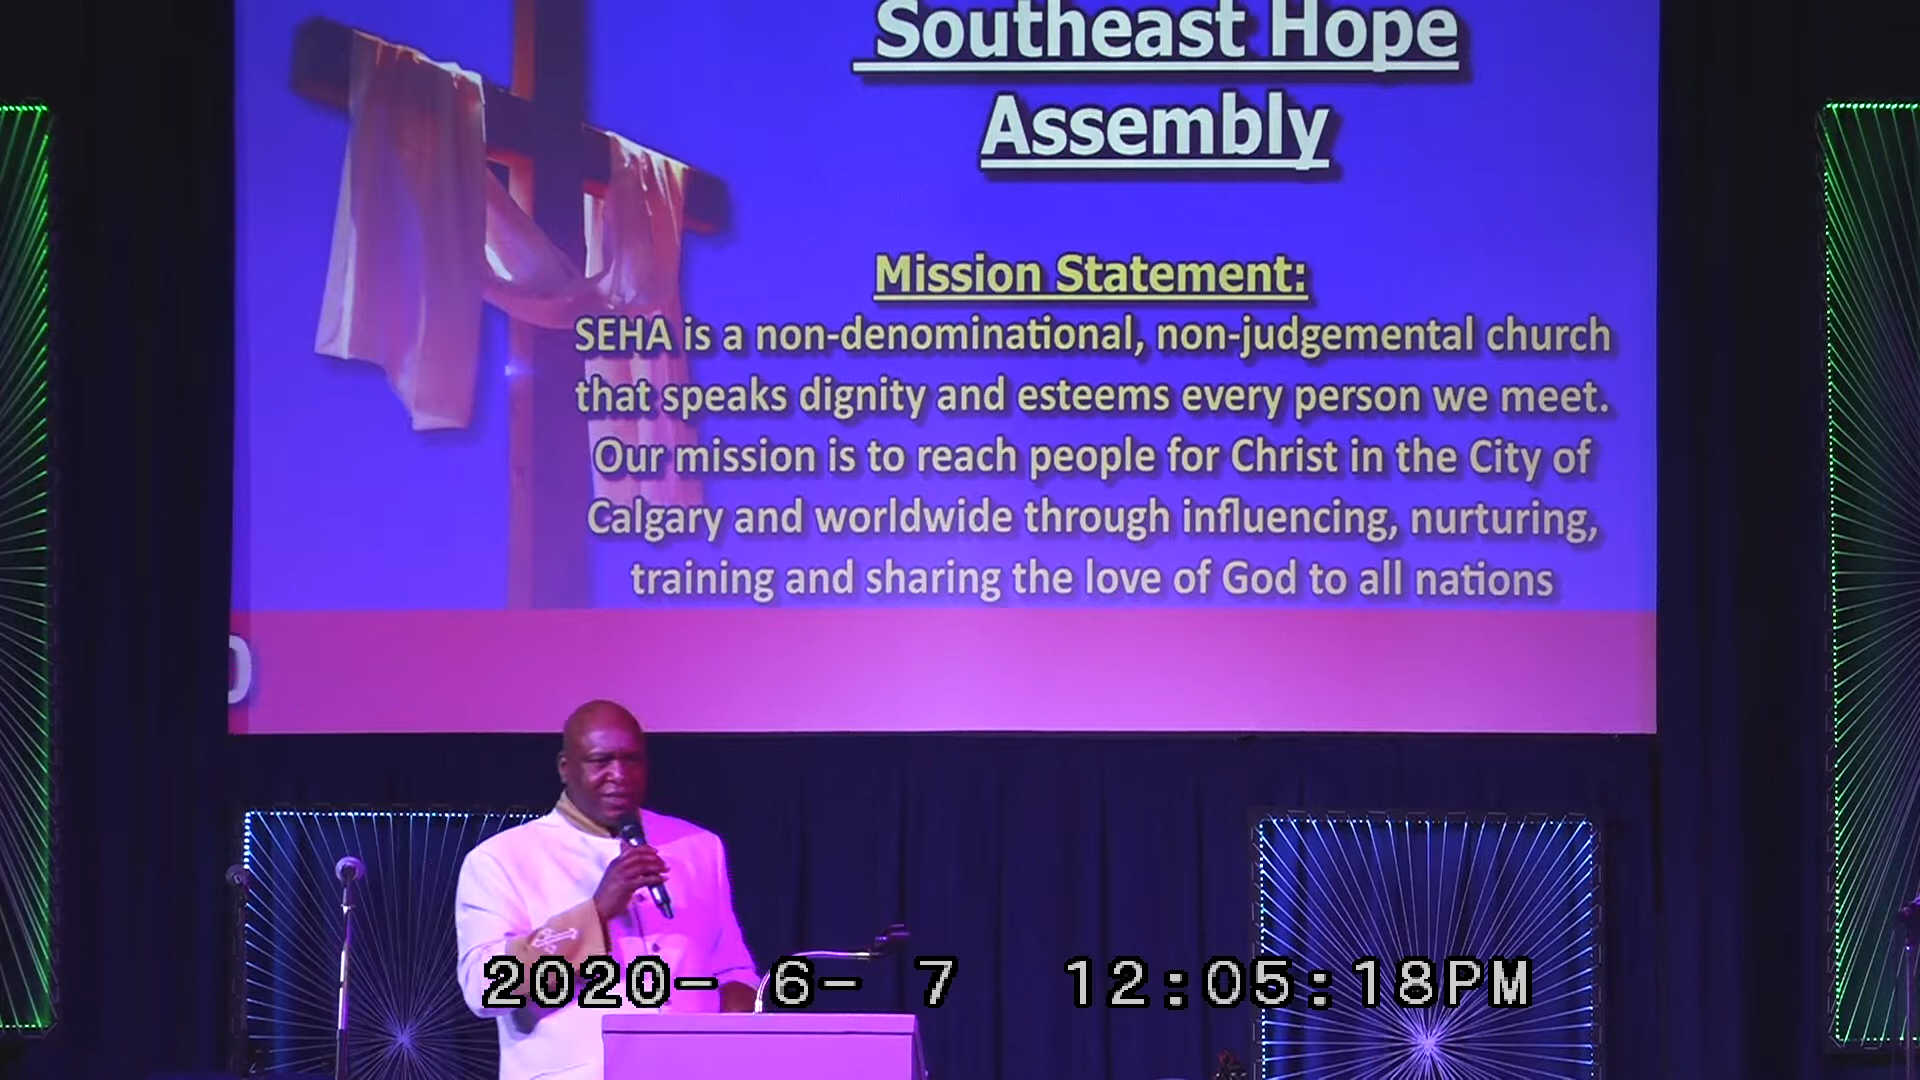 Southeast Hope
Assembly
Mission Statement:
SEHA is a non-denominational, non-judgemental church
that speaks dignity and esteems every person we meet.
Our mission is to reach people for Christ in the City of
Calgary and worldwide through influencing, nurturing,
training and sharing the love of God to all nations
2020- 6- 7 12:05:18PM